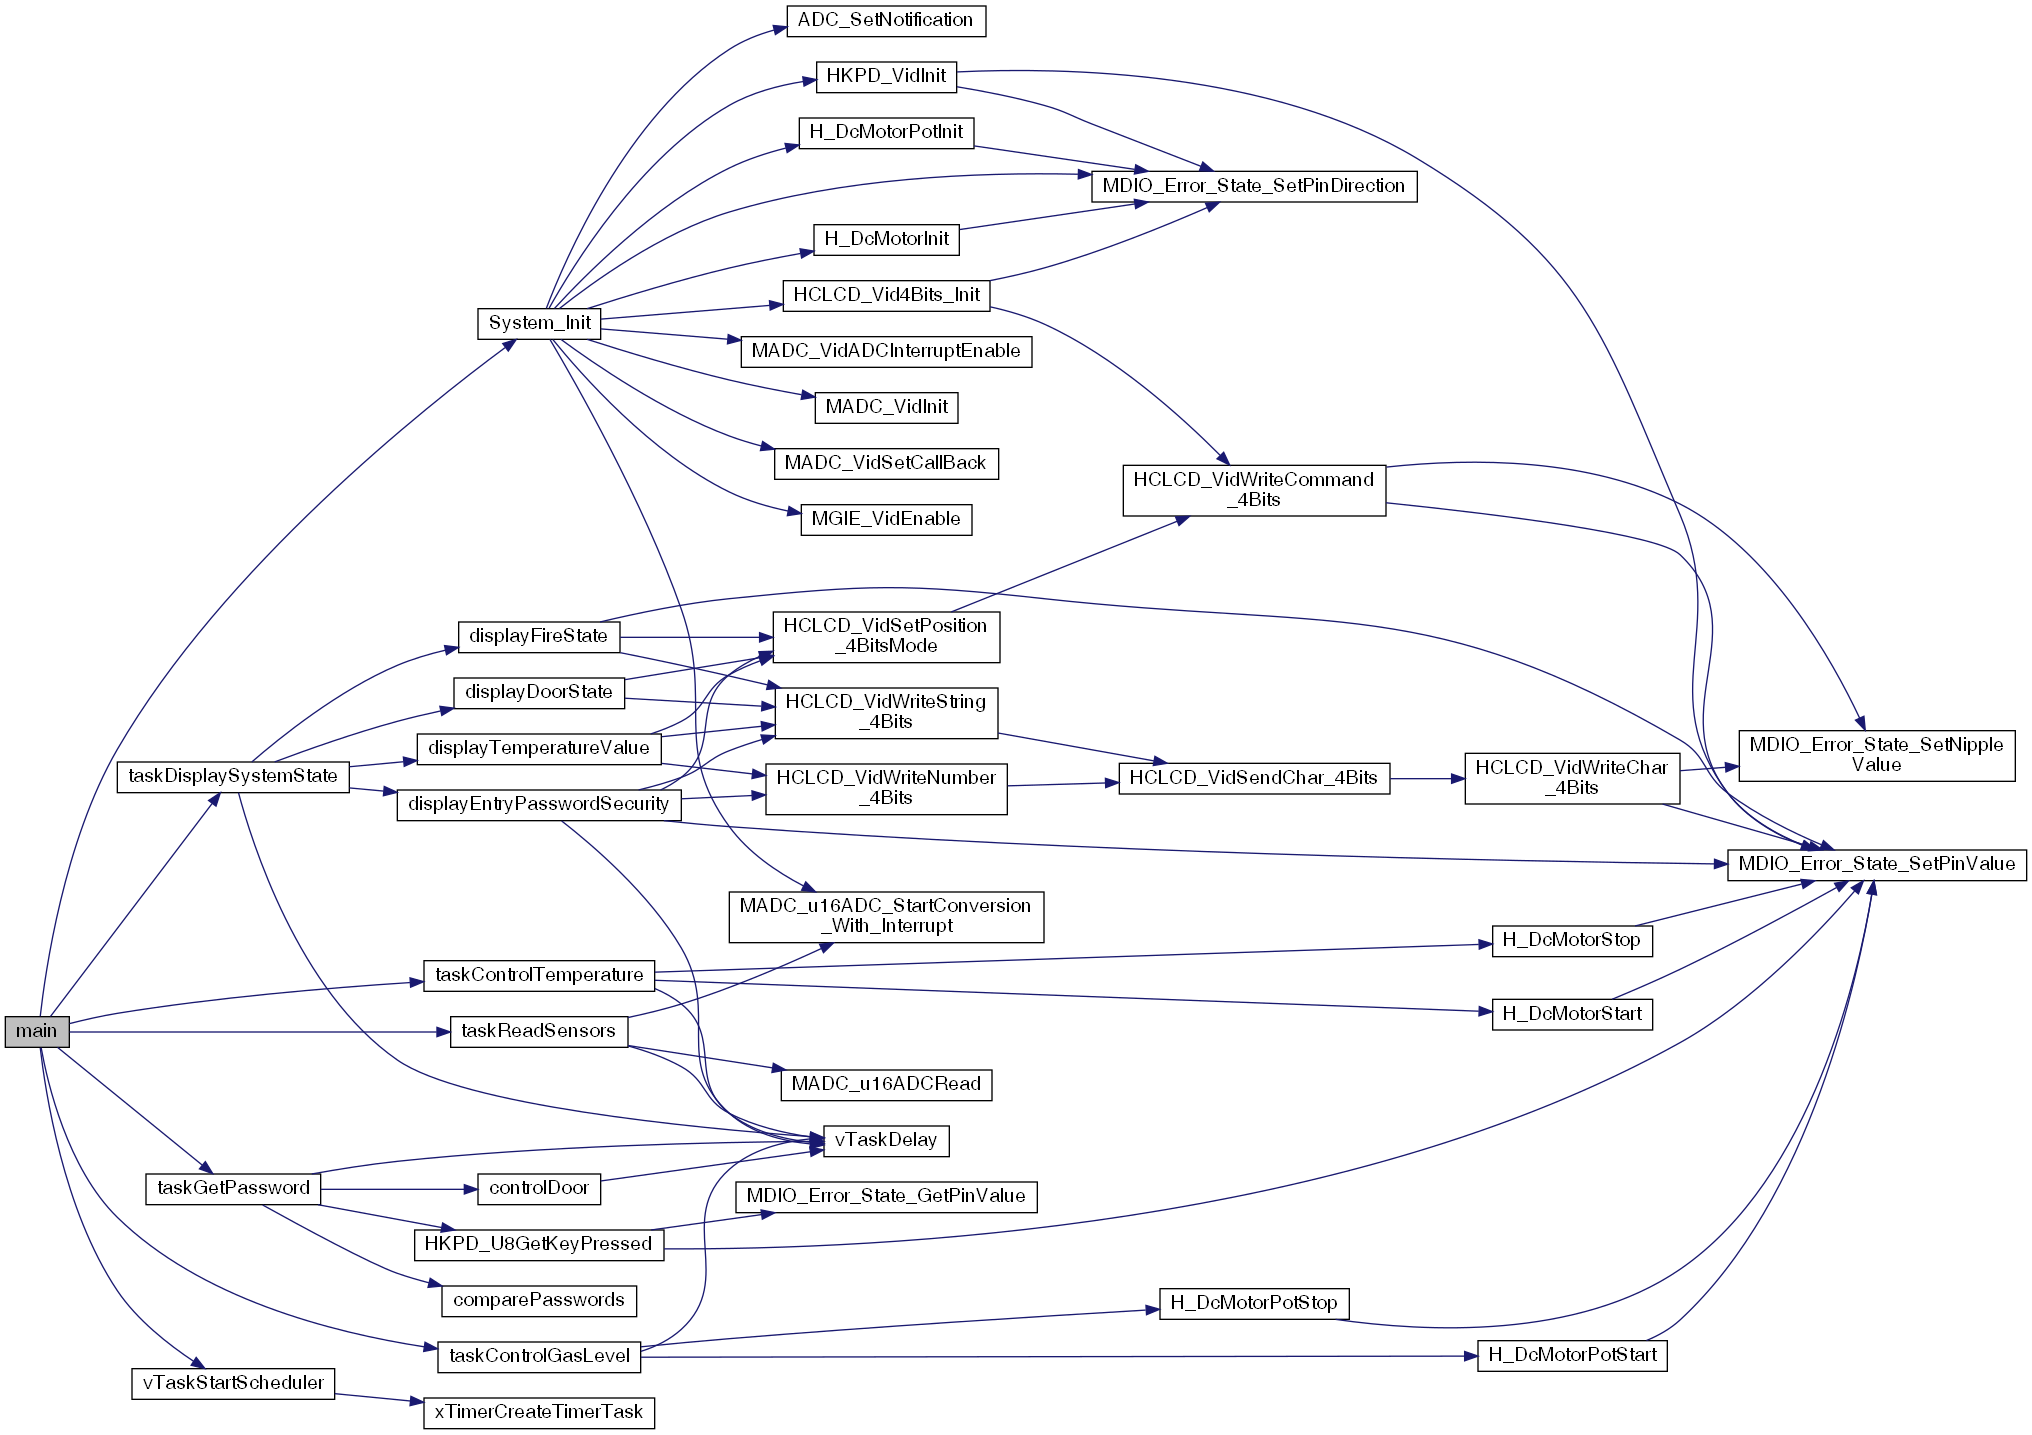 ADC_SetNotification
HKPD_VidInit
H_DcMotorPotInit
MDIO_Error_State_SetPinDirection
H_DcMotorInit
HCLCD_Vid4Bits_Init
System_Init
MADC_VidADCInterruptEnable
MADC_VidInit
MADC_VidSetCallBack
HCLCD_VidWriteCommand
_4Bits
MGIE_VidEnable
displayFireState
HCLCD_VidSetPosition
_4BitsMode
displayDoorState
HCLCD_VidWriteString
_4Bits
displayTemperatureValue
MDIO_Error_State_SetNipple
Value
taskDisplaySystemState
HCLCD_VidWriteNumber
_4Bits
HCLCD_VidSendChar_4Bits
HCLCD_VidWriteChar
_4Bits
displayEntryPasswordSecurity
MDIO_Error_State_SetPinValue
MADC_u16ADC_StartConversion
_With_Interrupt
H_DcMotorStop
taskControlTemperature
H_DcMotorStart
main
taskReadSensors
MADC_u16ADCRead
vTaskDelay
taskGetPassword
controlDoor
MDIO_Error_State_GetPinValue
HKPD_U8GetKeyPressed
comparePasswords
H_DcMotorPotStop
taskControlGasLevel
H_DcMotorPotStart
vTaskStartScheduler
xTimerCreateTimerTask